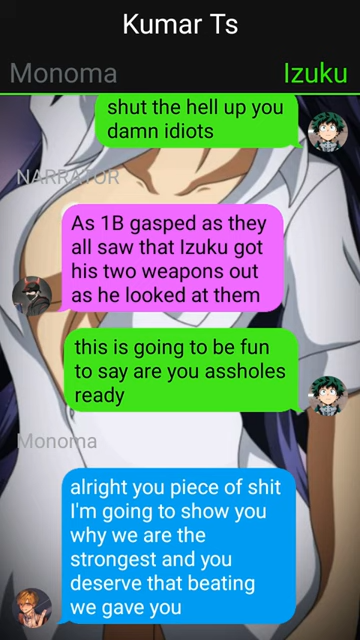 Kumar Ts
Monoma
Izuku
shut the hell up you
damn idiots
NARRATOR
As 1B gasped as they
all saw that Izuku got
his two weapons out
as he looked at them
this is going to be fun
to say are you assholes
ready
Monoma
alright you piece of shit
I'm going to show you
why we are the
strongest and you
deserve that beating
we gave you